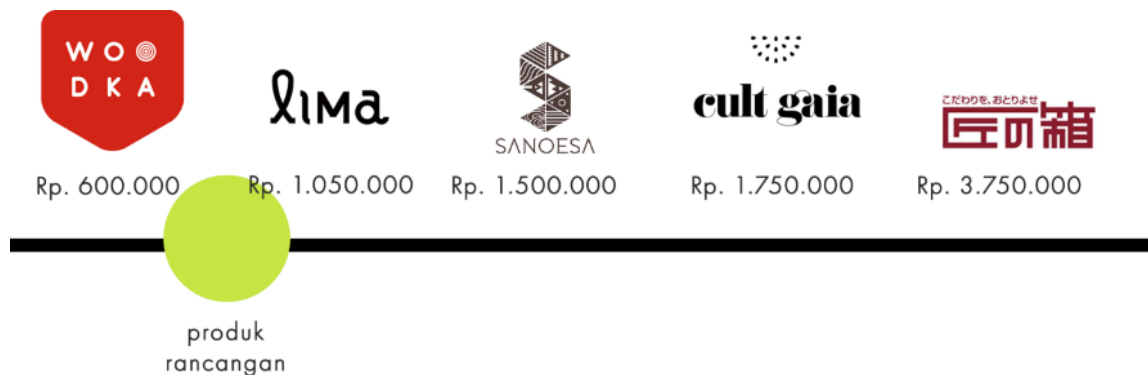 WOO
DKA
lima
SANOESA
cult gaia
こだわりを、おとりよせ
匠の箱
Rp. 600.000
Rp. 1.050.000
Rp. 1.500.000
Rp. 1.750.000
Rp. 3.750.000
produk
rancangan